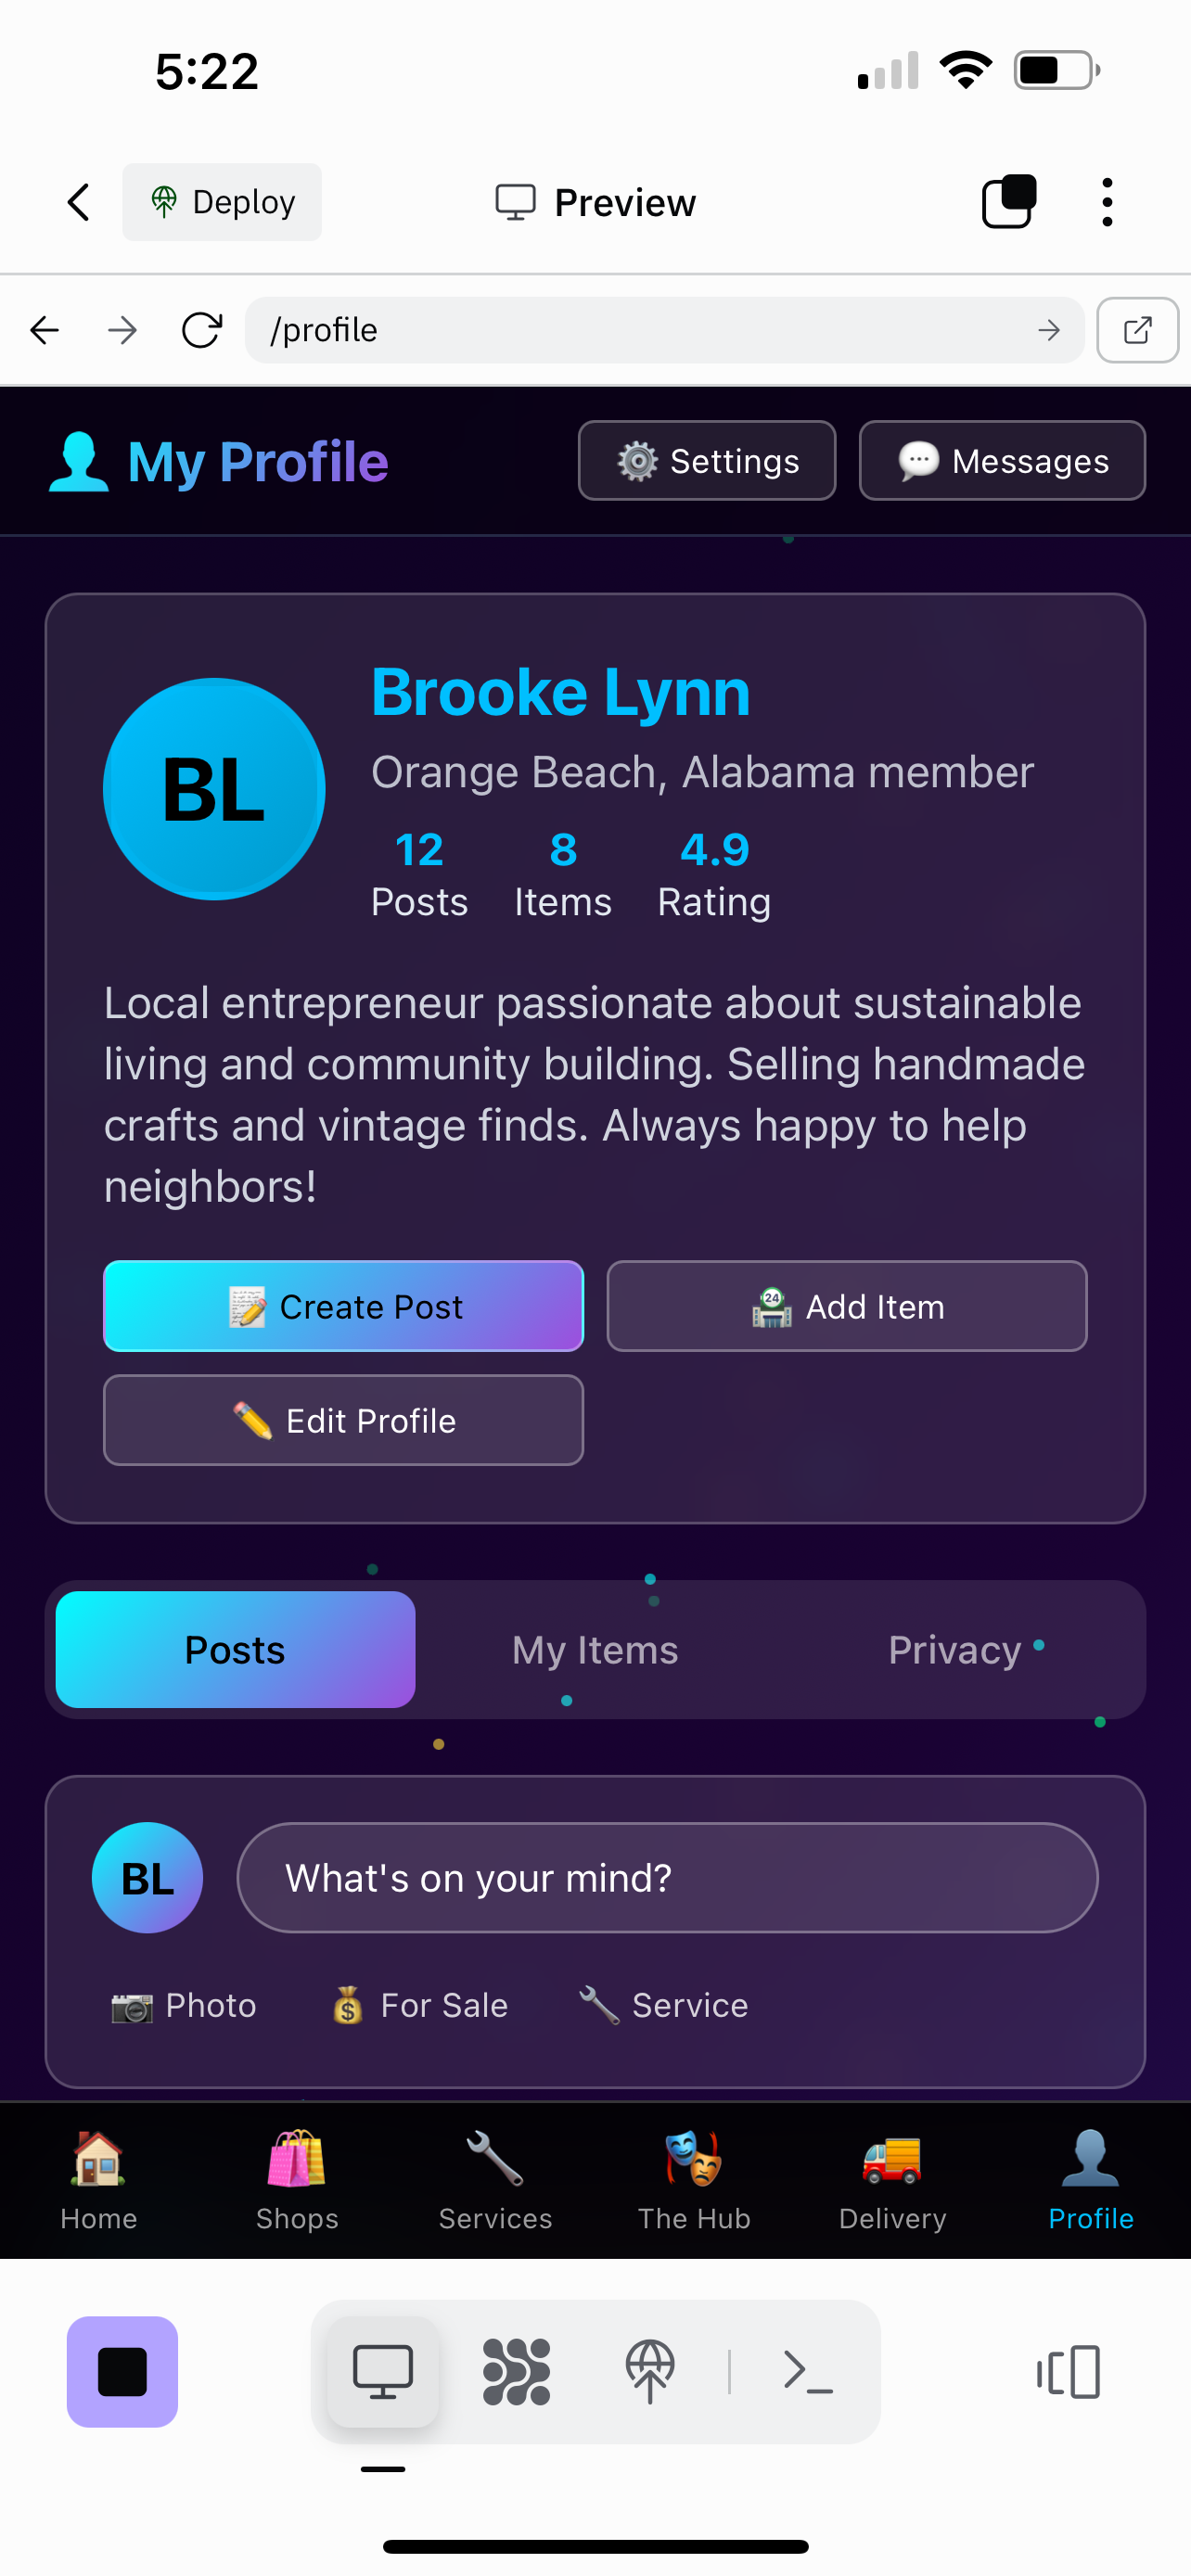 5:22
Deploy
Preview
/profile
My Profile
Settings
Messages
BL
Brooke Lynn
Orange Beach, Alabama member
12 8 4.9
Posts Items Rating
Local entrepreneur passionate about sustainable
living and community building. Selling handmade
crafts and vintage finds. Always happy to help
neighbors!
Create Post
Add Item
Edit Profile
Posts
My Items
Privacy
BL
What's on your mind?
Photo
For Sale
Service
Home
Shops
Services
The Hub
Delivery
Profile